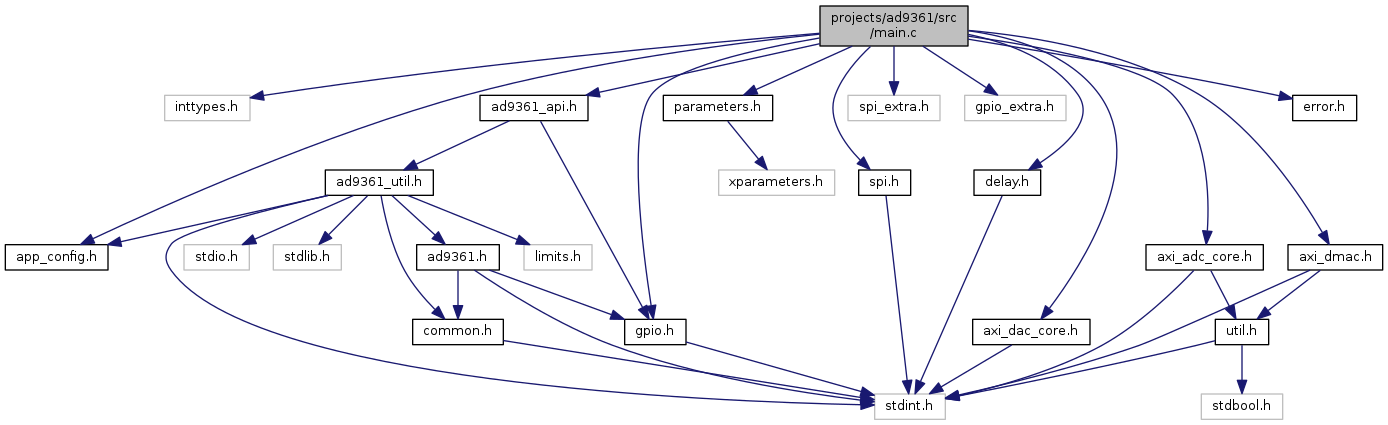 projects/ad9361/src
/main.c
inttypes.h
ad9361_api.h
parameters.h
spi_extra.h
gpio_extra.h
error.h
ad9361_util.h
xparameters.h
spi.h
delay.h
app_config.h
stdio.h
stdlib.h
ad9361.h
limits.h
axi_adc_core.h
axi_dmac.h
common.h
gpio.h
axi_dac_core.h
util.h
stdint.h
stdbool.h